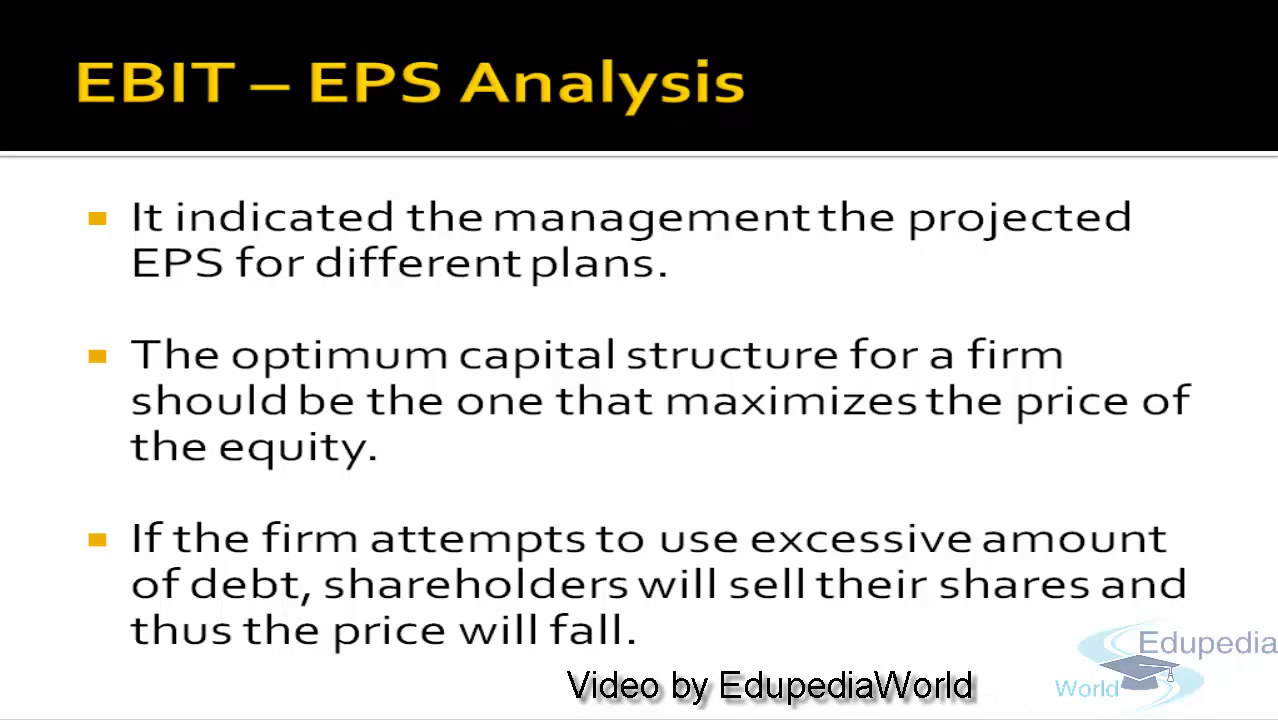 EBIT – EPS Analysis
It indicated the management the projected
EPS for different plans.
The optimum capital structure for a firm
should be the one that maximizes the price of
the equity.
If the firm attempts to use excessive amount
of debt, shareholders will sell their shares and
thus the price will fall.
Edupedia
World
Video by EdupediaWorld